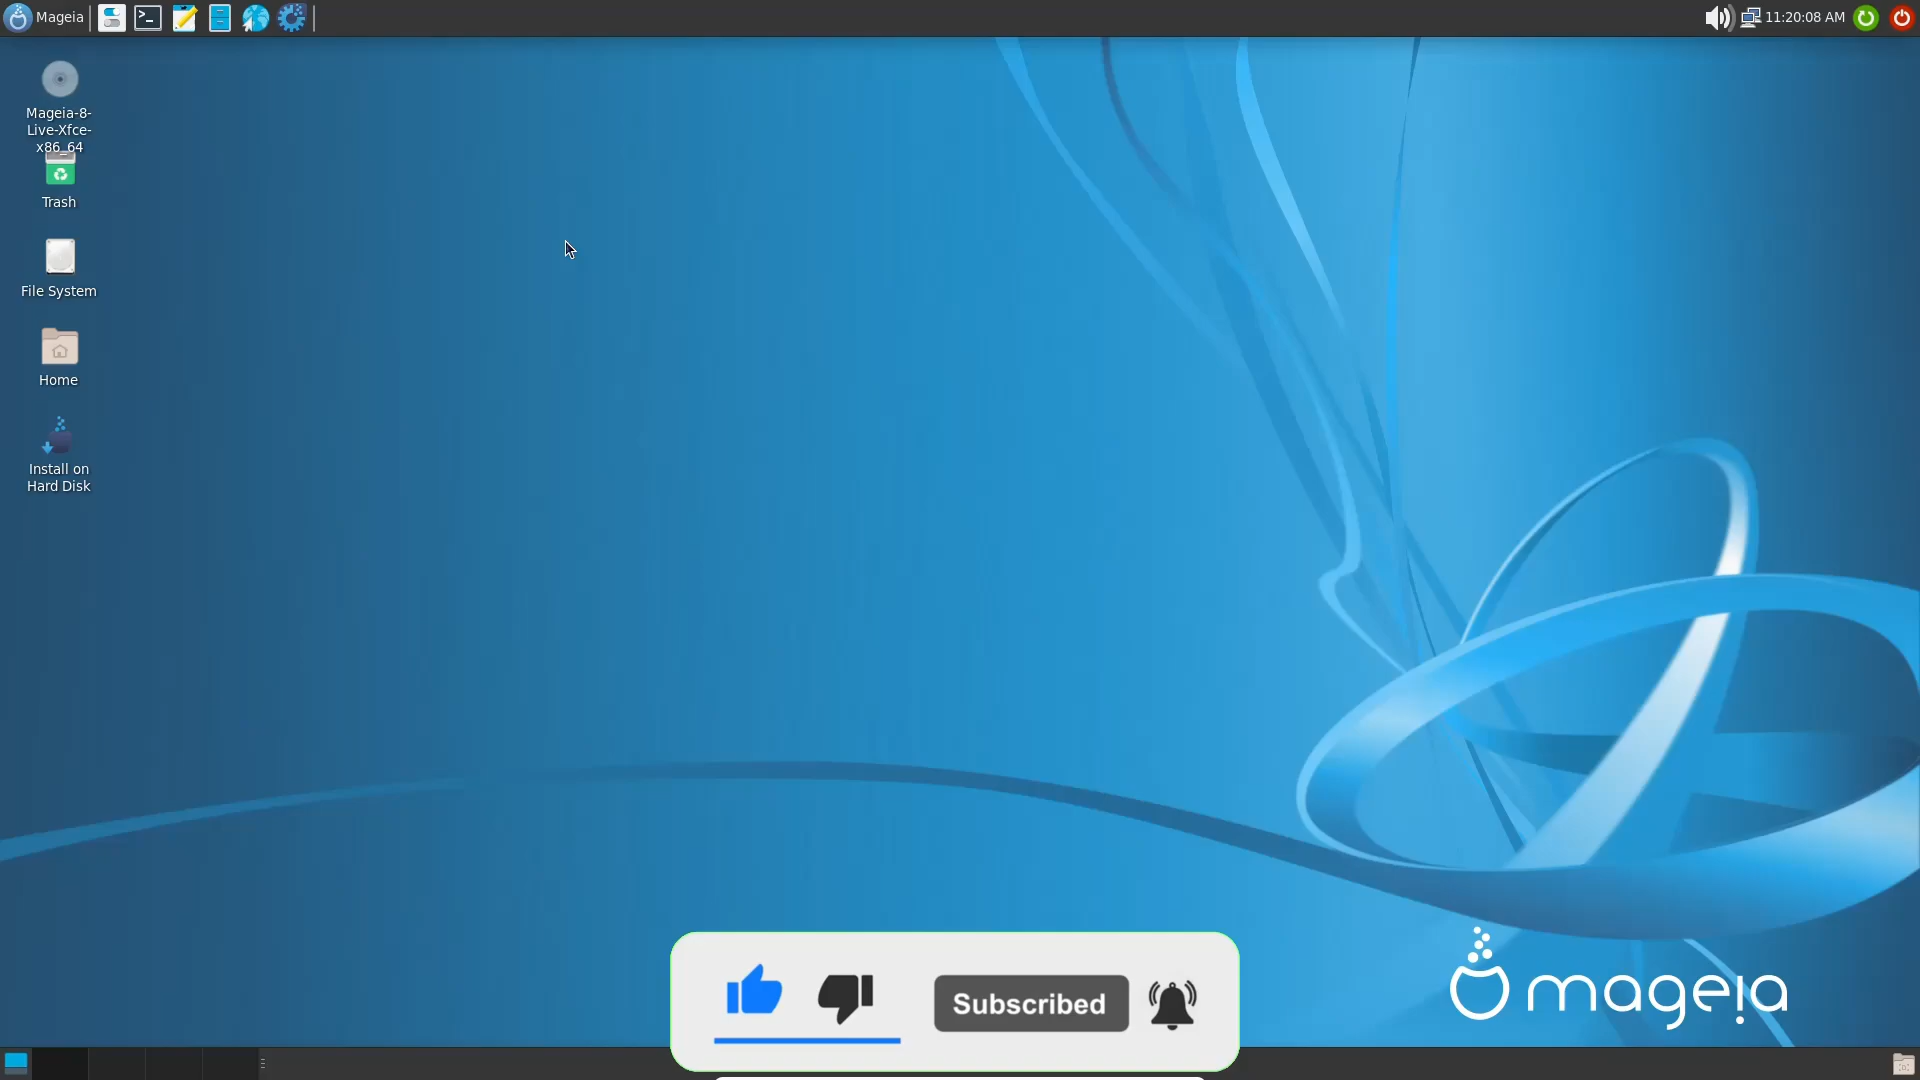 Mageia
11:20:08 AM
Mageia-8-
Live-Xfce-
x86_64
Trash
File System
Home
Install on
Hard Disk
mageia
Subscribed